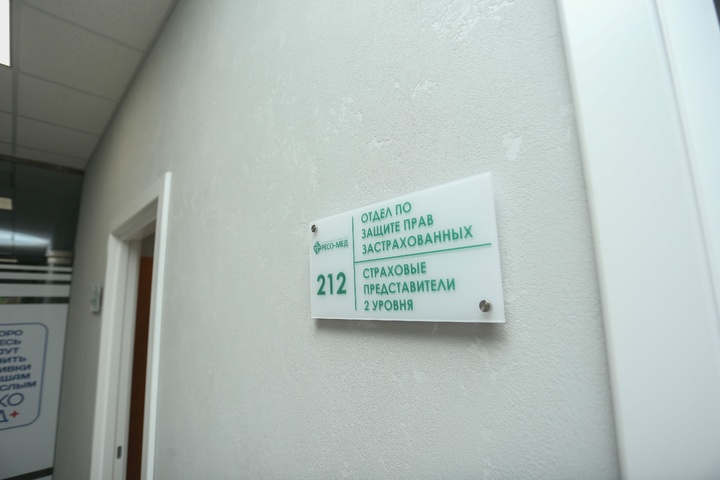 РЕСО-МЕД
212
ОТДЕЛ ПО
ЗАЩИТЕ ПРАВ
ЗАСТРАХОВАННЫХ
СТРАХОВЫЕ
ПРЕДСТАВИТЕЛИ
2 УРОВНЯ